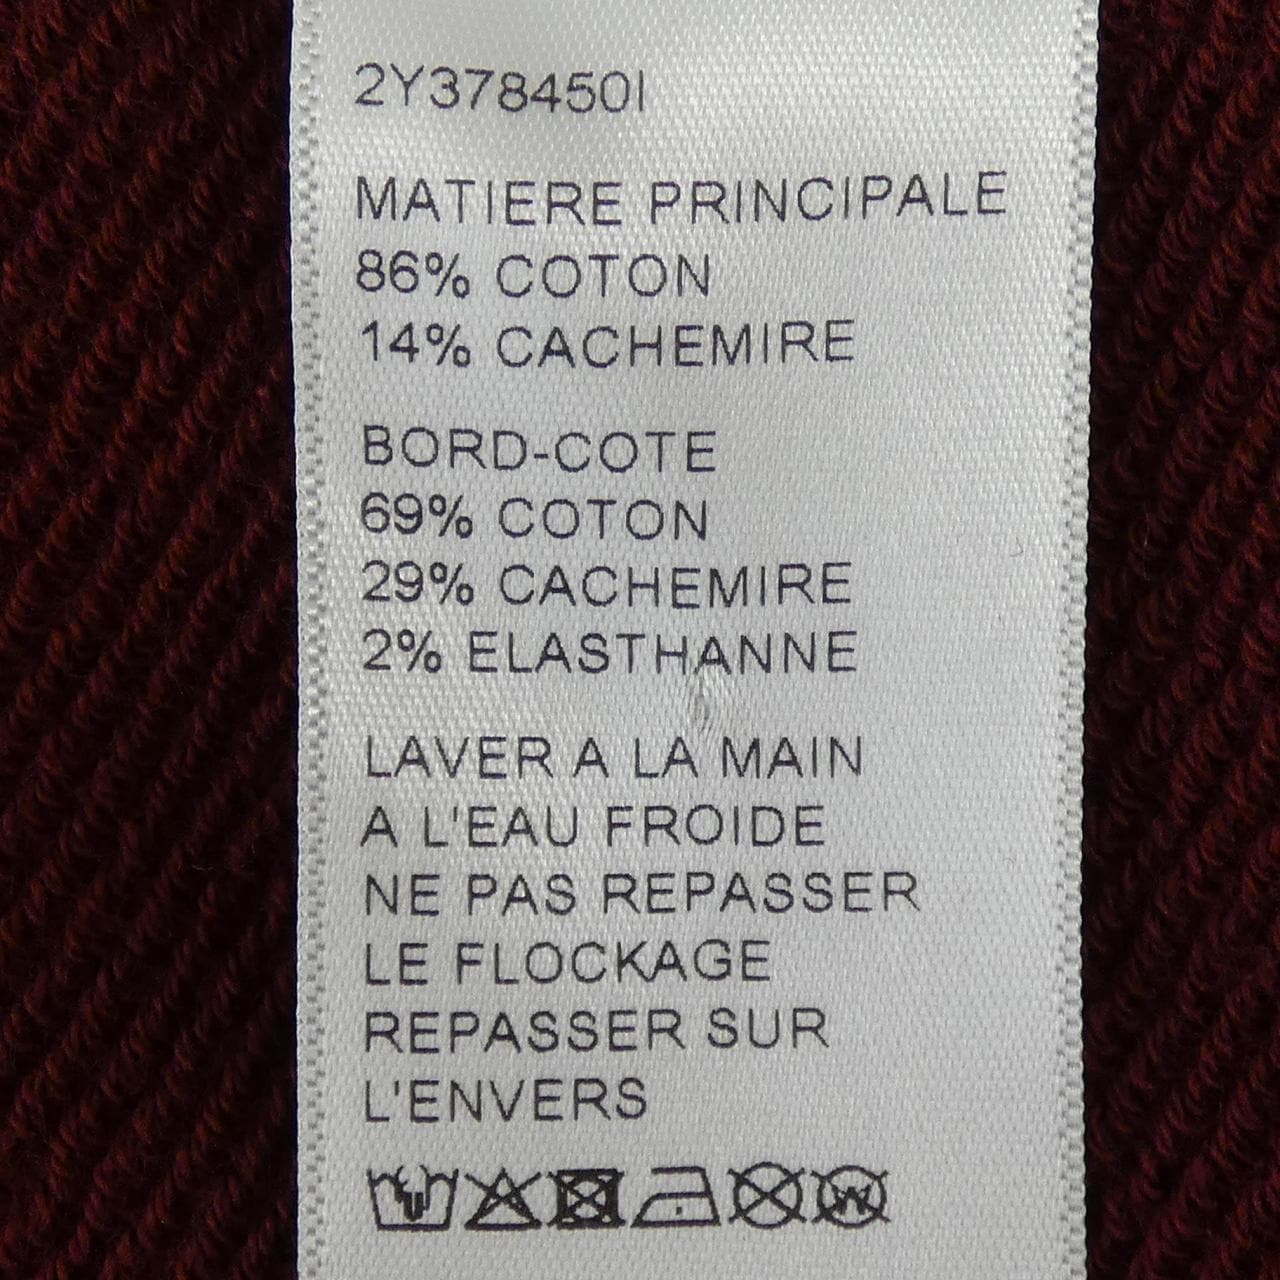 2Y378450I
MATIERE PRINCIPALE
86% COTON
14% CACHEMIRE
BORD-COTE
69% COTON
29% CACHEMIRE
2% ELASTHANNE
LAVER A LA MAIN
A L'EAU FROIDE
NE PAS REPASSER
LE FLOCKAGE
REPASSER SUR
L'ENVERS
W